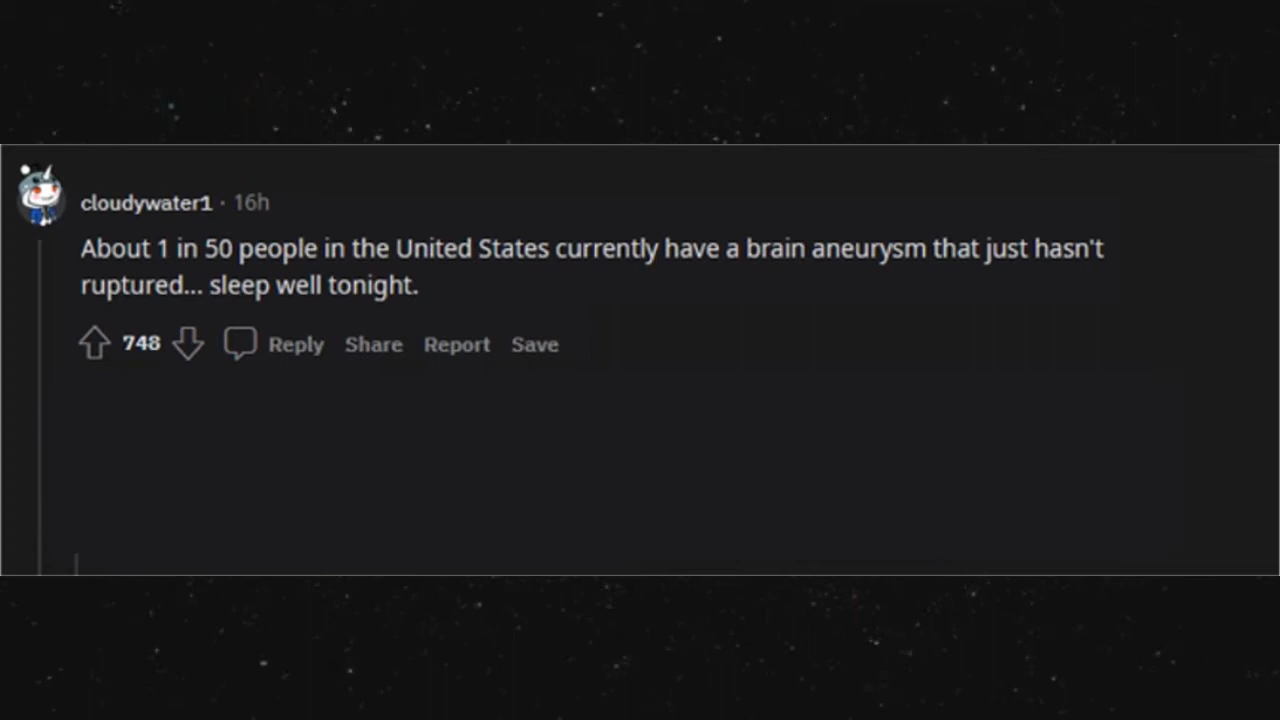 cloudywater1 · 16h
About 1 in 50 people in the United States currently have a brain aneurysm that just hasn't
ruptured... sleep well tonight.
748 Reply Share Report Save